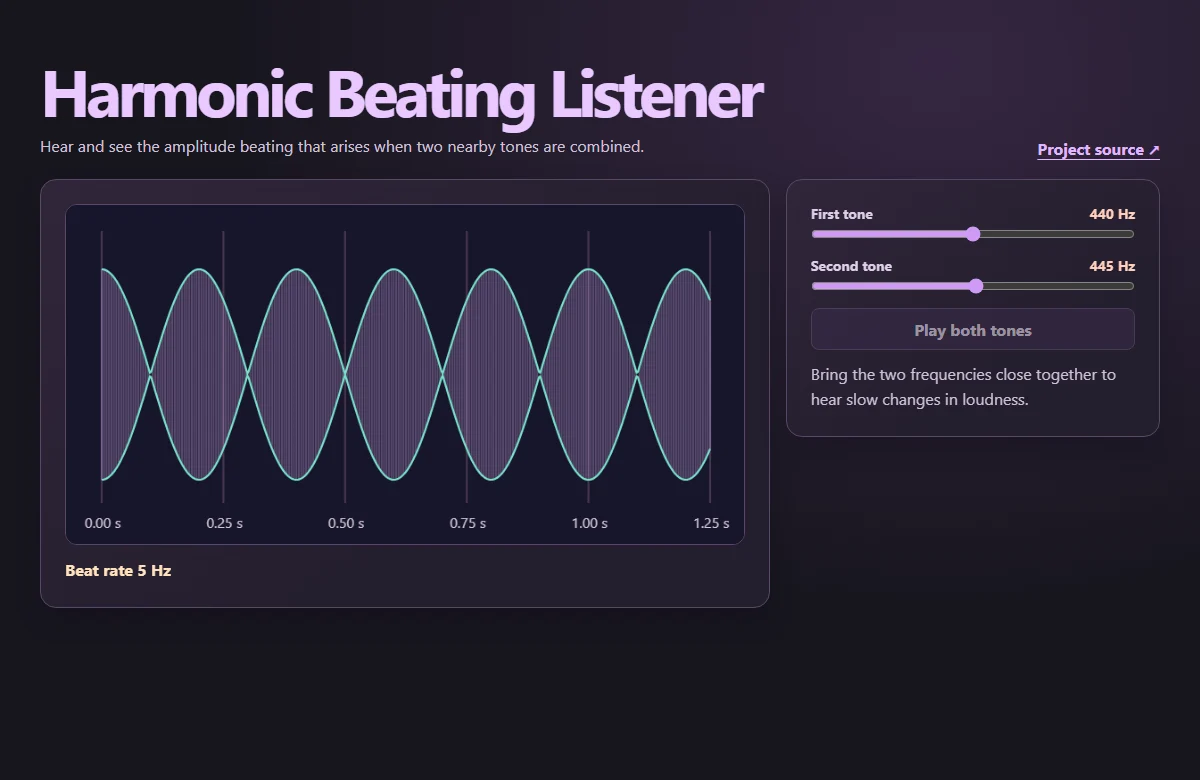 Harmonic Beating Listener
Hear and see the amplitude beating that arises when two nearby tones are combined.
Project source ↗
0.00 s 0.25 s 0.50 s 0.75 s 1.00 s 1.25 s
Beat rate 5 Hz
First tone 440 Hz
Second tone 445 Hz
Play both tones
Bring the two frequencies close together to
hear slow changes in loudness.